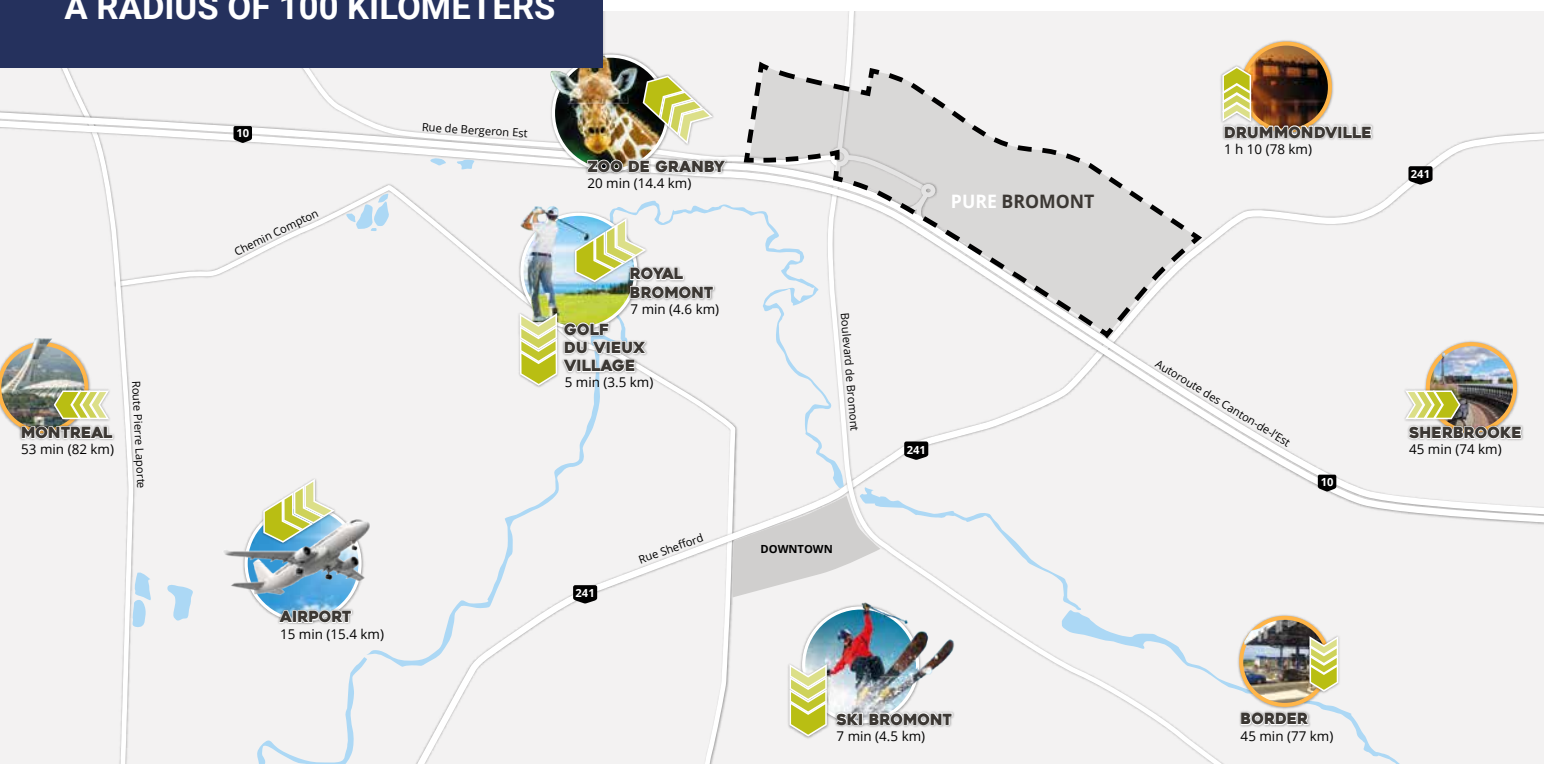 A RADIUS OF 100 KILOMETERS
10
Rue de Bergeron Est
ZOO DE GRANBY
20 min (14.4 km)
DRUMMONDVILLE
1 h 10 (78 km)
241
PURE BROMONT
Chemin Compton
ROYAL
BROMONT
7 min (4.6 km)
GOLF
DU VIEUX
VILLAGE
5 min (3.5 km)
Boulevard de Bromont
Autoroute des Canton-de-l'Est
MONTREAL
53 min (82 km)
Route Pierre Laporte
SHERBROOKE
45 min (74 km)
241
10
Rue Shefford
DOWNTOWN
241
AIRPORT
15 min (15.4 km)
SKI BROMONT
7 min (4.5 km)
BORDER
45 min (77 km)